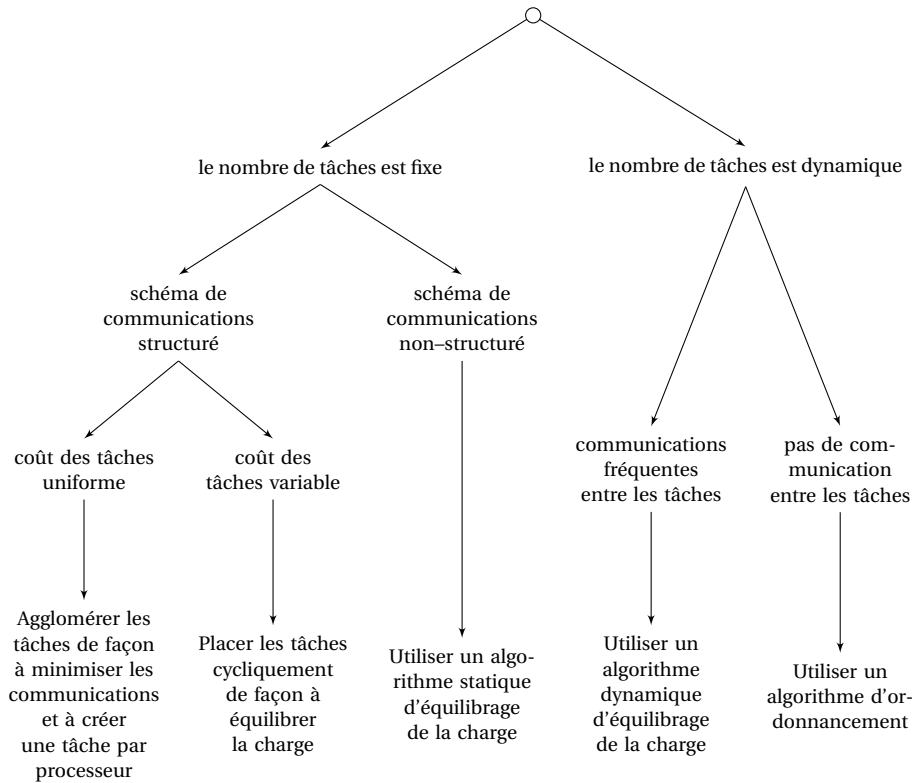 le nombre de tâches est fixe
le nombre de tâches est dynamique
schéma de
communications
structuré
schéma de
communications
non–structuré
coût des tâches
uniforme
coût des
tâches variable
communications
fréquentes
entre les tâches
pas de com-
munication
entre les tâches
Agglomérer les
tâches de façon
à minimiser les
communications
et à créer
une tâche par
processeur
Placer les tâches
cycliquement
de façon à
équilibrer
la charge
Utiliser un algo-
rithme statique
d'équilibrage
de la charge
Utiliser un
algorithme
dynamique
d'équilibrage
de la charge
Utiliser un
algorithme d'or-
donnancement